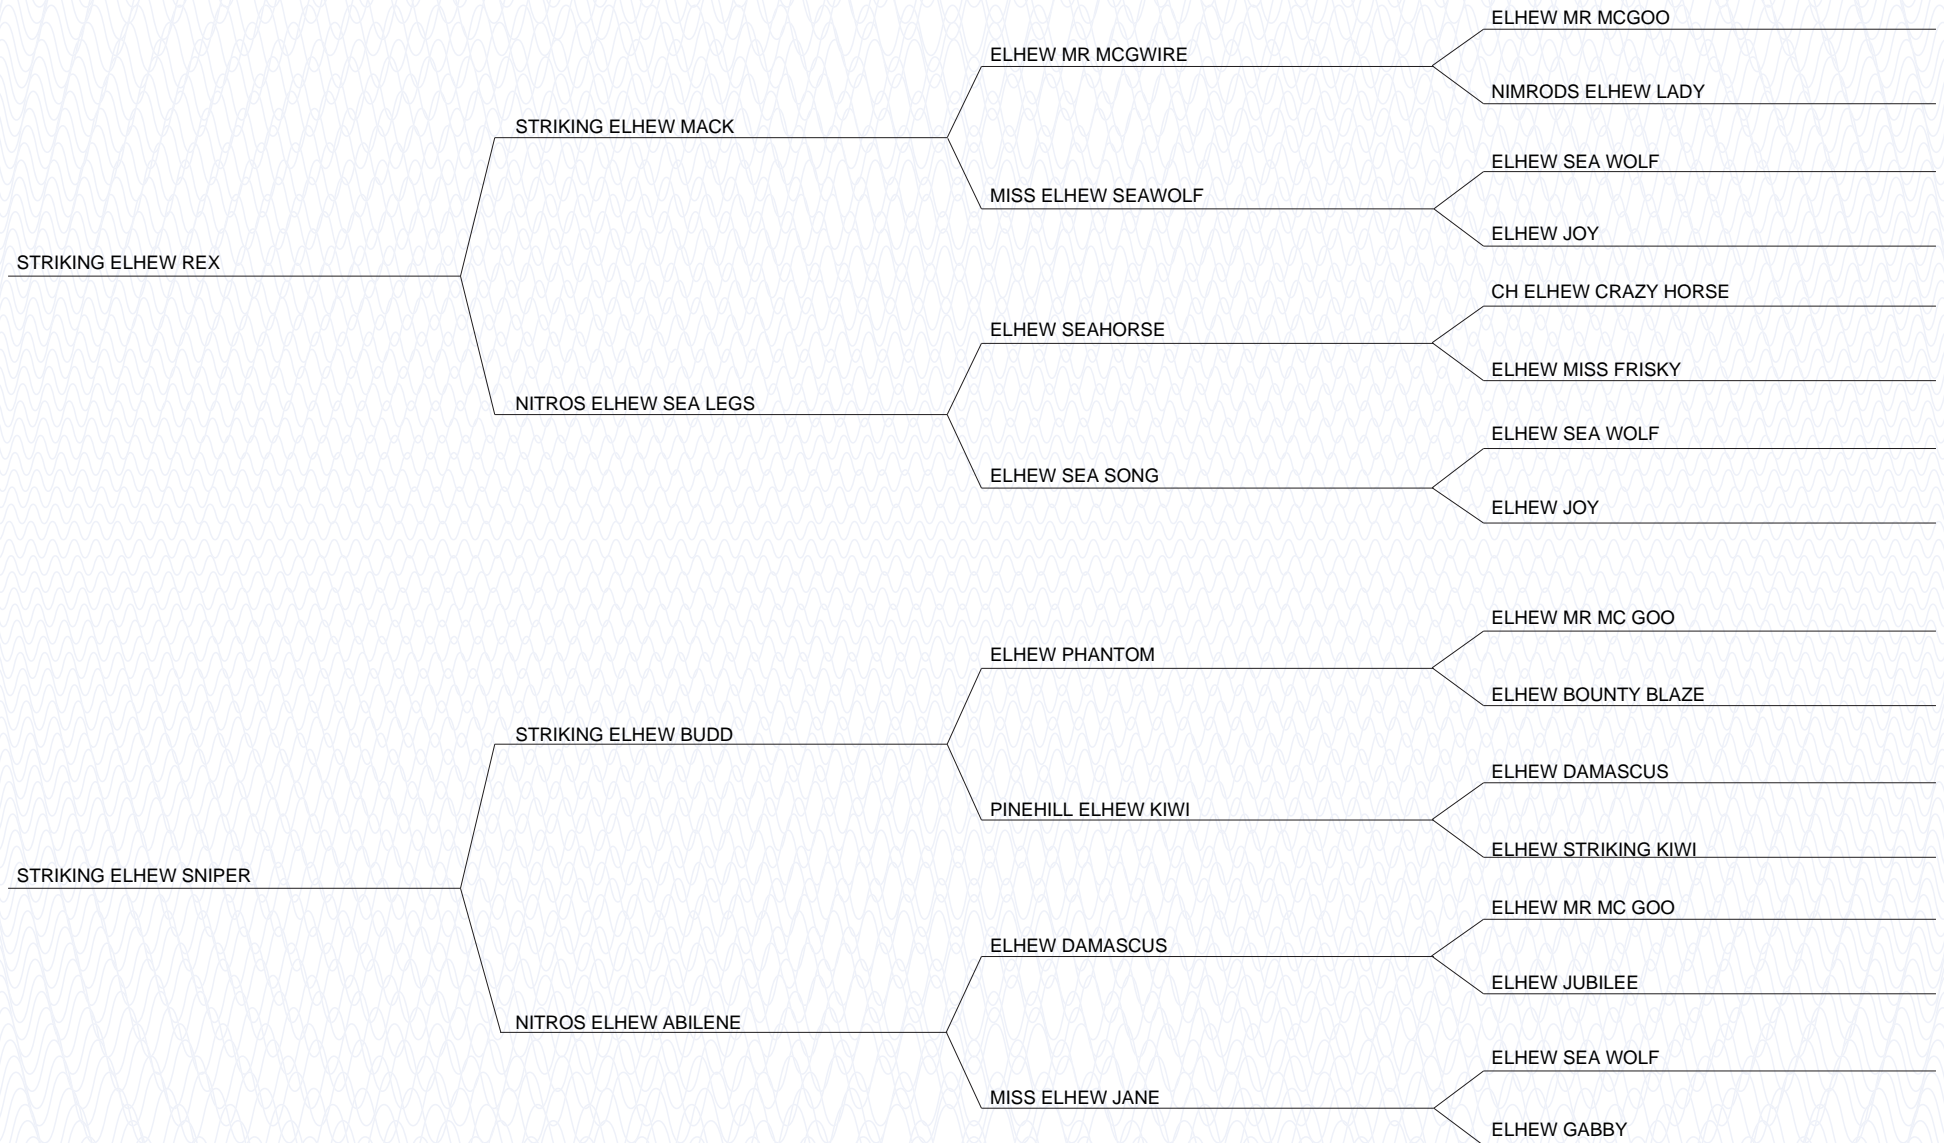 ELHEW MR MCGOO
ELHEW MR MCGWIRE
NIMRODS ELHEW LADY
STRIKING ELHEW MACK
ELHEW SEA WOLF
MISS ELHEW SEAWOLF
ELHEW JOY
STRIKING ELHEW REX
CH ELHEW CRAZY HORSE
ELHEW SEAHORSE
ELHEW MISS FRISKY
NITROS ELHEW SEA LEGS
ELHEW SEA WOLF
ELHEW SEA SONG
ELHEW JOY
ELHEW MR MC GOO
ELHEW PHANTOM
ELHEW BOUNTY BLAZE
STRIKING ELHEW BUDD
ELHEW DAMASCUS
PINEHILL ELHEW KIWI
ELHEW STRIKING KIWI
STRIKING ELHEW SNIPER
ELHEW MR MC GOO
ELHEW DAMASCUS
ELHEW JUBILEE
NITROS ELHEW ABILENE
ELHEW SEA WOLF
MISS ELHEW JANE
ELHEW GABBY